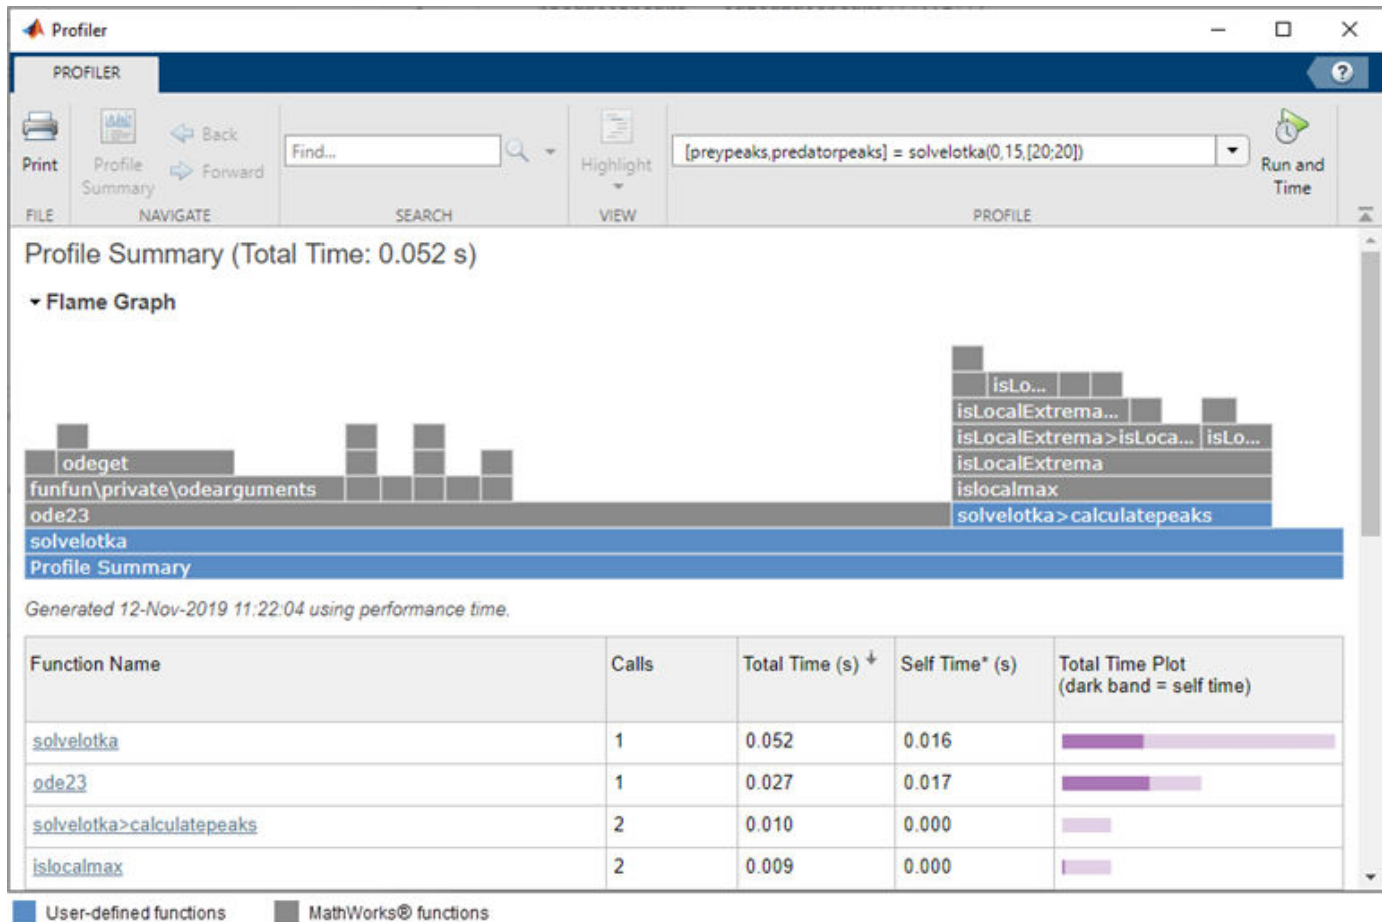 Profiler
PROFILER
?
Print
Profile Summary
Back
Forward
Find...
Highlight
[preypeaks,predatorpeaks] = solvelotka(0,15,[20;20])
Run and Time
FILE
NAVIGATE
SEARCH
VIEW
PROFILE
Profile Summary (Total Time: 0.052 s)
Flame Graph
isLo...
isLocalExtrema...
isLocalExtrema>isLoca... isLo...
odeget
isLocalExtrema
funfun\private\odearguments
islocalmax
ode23
solvelotka>calculatepeaks
solvelotka
Profile Summary
Generated 12-Nov-2019 11:22:04 using performance time.
Function Name Calls Total Time (s) Self Time* (s) Total Time Plot
(dark band = self time)
solvelotka 1 0.052 0.016
ode23 1 0.027 0.017
solvelotka>calculatepeaks 2 0.010 0.000
islocalmax 2 0.009 0.000
User-defined functions MathWorks® functions